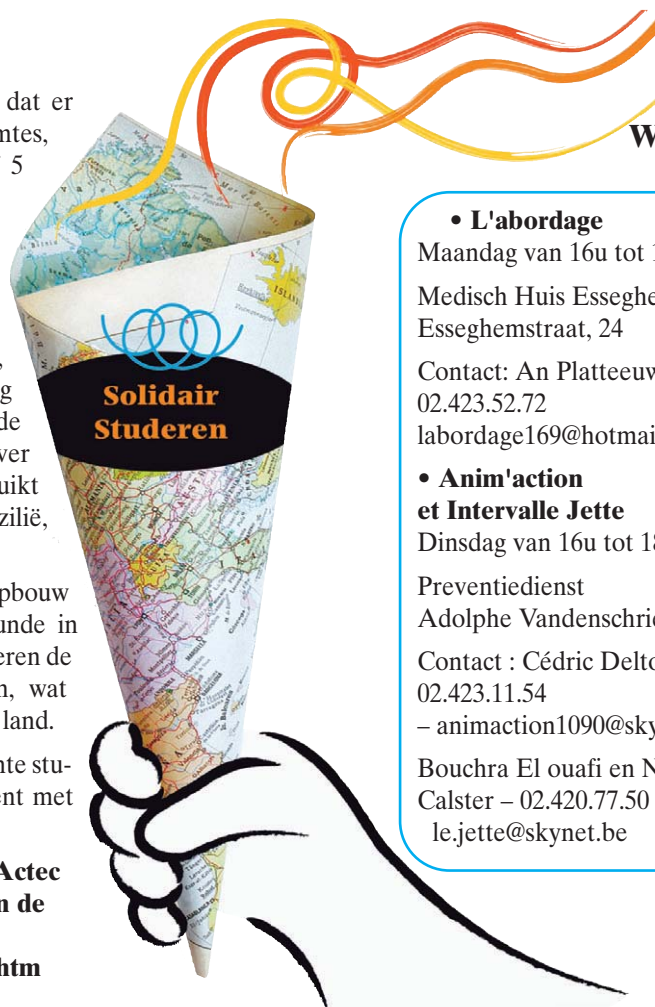 dat er
mtes,
5
g
de
ver
uikt
zilië,
pbouw
unde in
eren de
n, wat
land.
nte stu-
ent met
Actec
n de
htm
Solidair
Studeren
W
• L'abordage
Maandag van 16u tot 1
Medisch Huis Esseghe
Esseghemstraat, 24
Contact: An Platteeuw
02.423.52.72
labordage169@hotmai
• Anim'action
et Intervalle Jette
Dinsdag van 16u tot 18
Preventiedienst
Adolphe Vandenschrie
Contact : Cédric Delto
02.423.11.54
– animaction1090@sky
Bouchra El ouafi en N
Calster – 02.420.77.50
le.jette@skynet.be